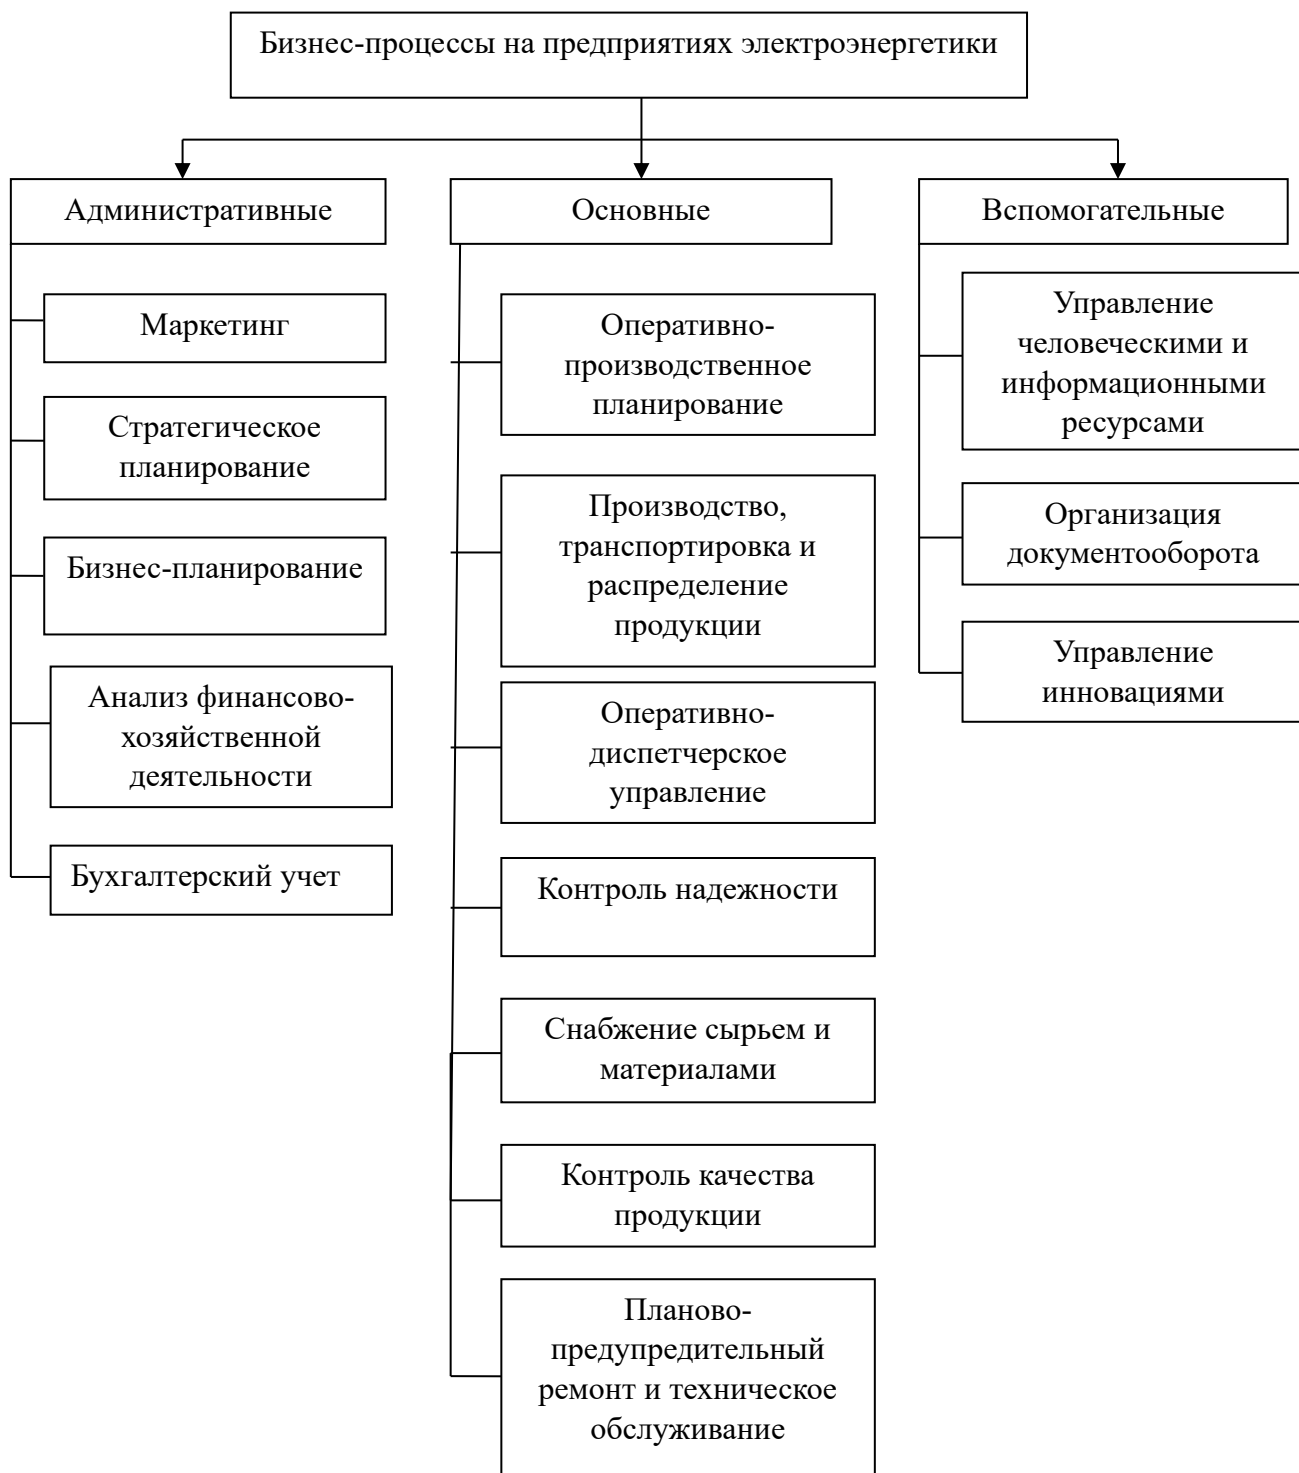 Бизнес-процессы на предприятиях электроэнергетики
Административные
Маркетинг
Стратегическое
планирование
Бизнес-планирование
Анализ финансово-
хозяйственной
деятельности
Бухгалтерский учет
Основные
Оперативно-
производственное
планирование
Производство,
транспортировка и
распределение
продукции
Оперативно-
диспетчерское
управление
Контроль надежности
Снабжение сырьем и
материалами
Контроль качества
продукции
Планово-
предупредительный
ремонт и техническое
обслуживание
Вспомогательные
Управление
человеческими и
информационными
ресурсами
Организация
документооборота
Управление
инновациями